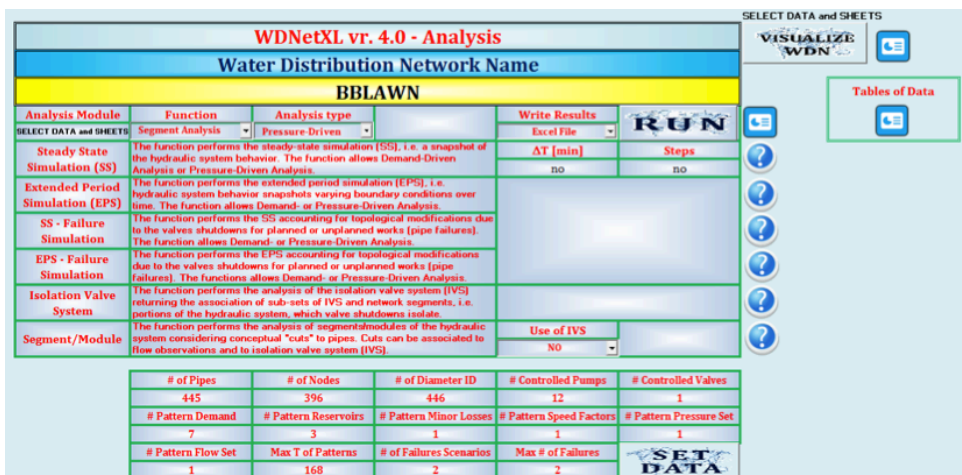 SELECT DATA and SHEETS
WDNetXL vr. 4.0 - Analysis
VISUALIZE
WDN
Water Distribution Network Name
BBLAWN
Tables of Data
Analysis Module
Function
Analysis type
Write Results
RUN
SELECT DATA and SHEETS
Segment Analysis
Pressure-Driven
Excel File
Steady State
Simulation (SS)
The function performs the steady-state simulation (SS), i.e. a snapshot of
the hydraulic system behavior. The function allows Demand-Driven
Analysis or Pressure-Driven Analysis.
ΔT [min]
Steps
no
no
Extended Period
Simulation (EPS)
The function performs the extended period simulation (EPS), i.e.
hydraulic system behavior snapshots varying boundary conditions over
time. The function allows Demand- or Pressure-Driven Analysis.
SS - Failure
Simulation
The function performs the SS accounting for topological modifications due
to the valves shutdowns for planned or unplanned works (pipe failures).
The function allows Demand- or Pressure-Driven Analysis.
EPS - Failure
Simulation
The function performs the EPS accounting for topological modifications
due to the valves shutdowns for planned or unplanned works (pipe
failures). The functions allows Demand- or Pressure-Driven Analysis.
Isolation Valve
System
The function performs the analysis of the isolation valve system (IVS)
returning the association of sub-sets of IVS and network segments, i.e.
portions of the hydraulic system, which valve shutdowns isolate.
Segment/Module
The function performs the analysis of segments/modules of the hydraulic
system considering conceptual "cuts" to pipes. Cuts can be associated to
flow observations and to isolation valve system (IVS).
Use of IVS
NO
# of Pipes
# of Nodes
# of Diameter ID
# Controlled Pumps
# Controlled Valves
445
396
446
12
1
# Pattern Demand
# Pattern Reservoirs
# Pattern Minor Losses
# Pattern Speed Factors
# Pattern Pressure Set
7
3
1
1
1
# Pattern Flow Set
Max T of Patterns
# of Failures Scenarios
Max # of Failures
SET
DATA
1
168
2
2